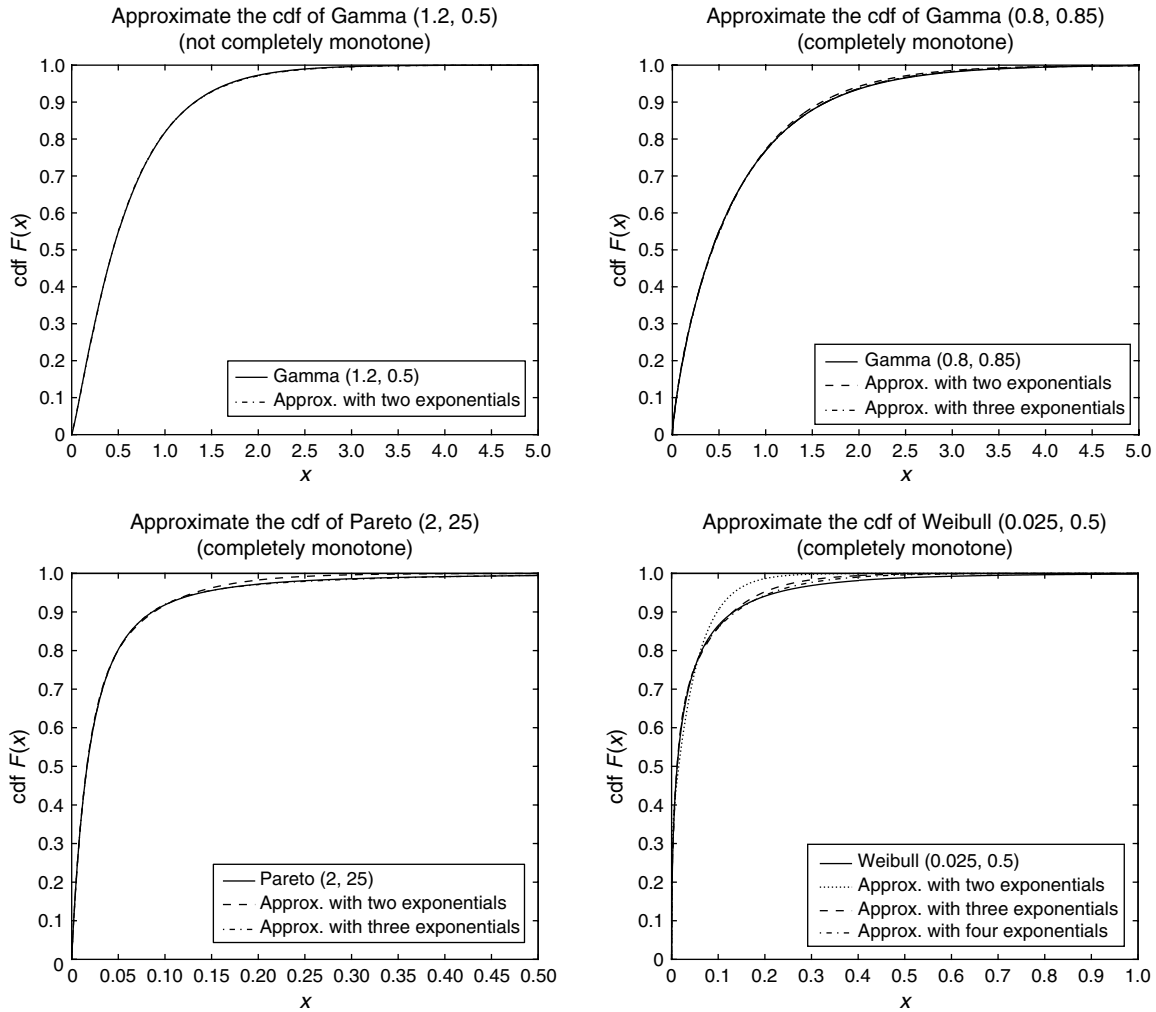 Approximate the cdf of Gamma (1.2, 0.5)
(not completely monotone)
1.0
0.9
0.8
0.7
0.6
0.5
0.4
0.3
0.2
0.1
0
cdf F(x)
Gamma (1.2, 0.5)
Approx. with two exponentials
0 0.5 1.0 1.5 2.0 2.5 3.0 3.5 4.0 4.5 5.0
x
Approximate the cdf of Gamma (0.8, 0.85)
(completely monotone)
1.0
0.9
0.8
0.7
0.6
0.5
0.4
0.3
0.2
0.1
0
cdf F(x)
Gamma (0.8, 0.85)
Approx. with two exponentials
Approx. with three exponentials
0 0.5 1.0 1.5 2.0 2.5 3.0 3.5 4.0 4.5 5.0
x
Approximate the cdf of Pareto (2, 25)
(completely monotone)
1.0
0.9
0.8
0.7
0.6
0.5
0.4
0.3
0.2
0.1
0
cdf F(x)
Pareto (2, 25)
Approx. with two exponentials
Approx. with three exponentials
0 0.05 0.10 0.15 0.20 0.25 0.30 0.35 0.40 0.45 0.50
x
Approximate the cdf of Weibull (0.025, 0.5)
(completely monotone)
1.0
0.9
0.8
0.7
0.6
0.5
0.4
0.3
0.2
0.1
0
cdf F(x)
Weibull (0.025, 0.5)
Approx. with two exponentials
Approx. with three exponentials
Approx. with four exponentials
0 0.1 0.2 0.3 0.4 0.5 0.6 0.7 0.8 0.9 1.0
x